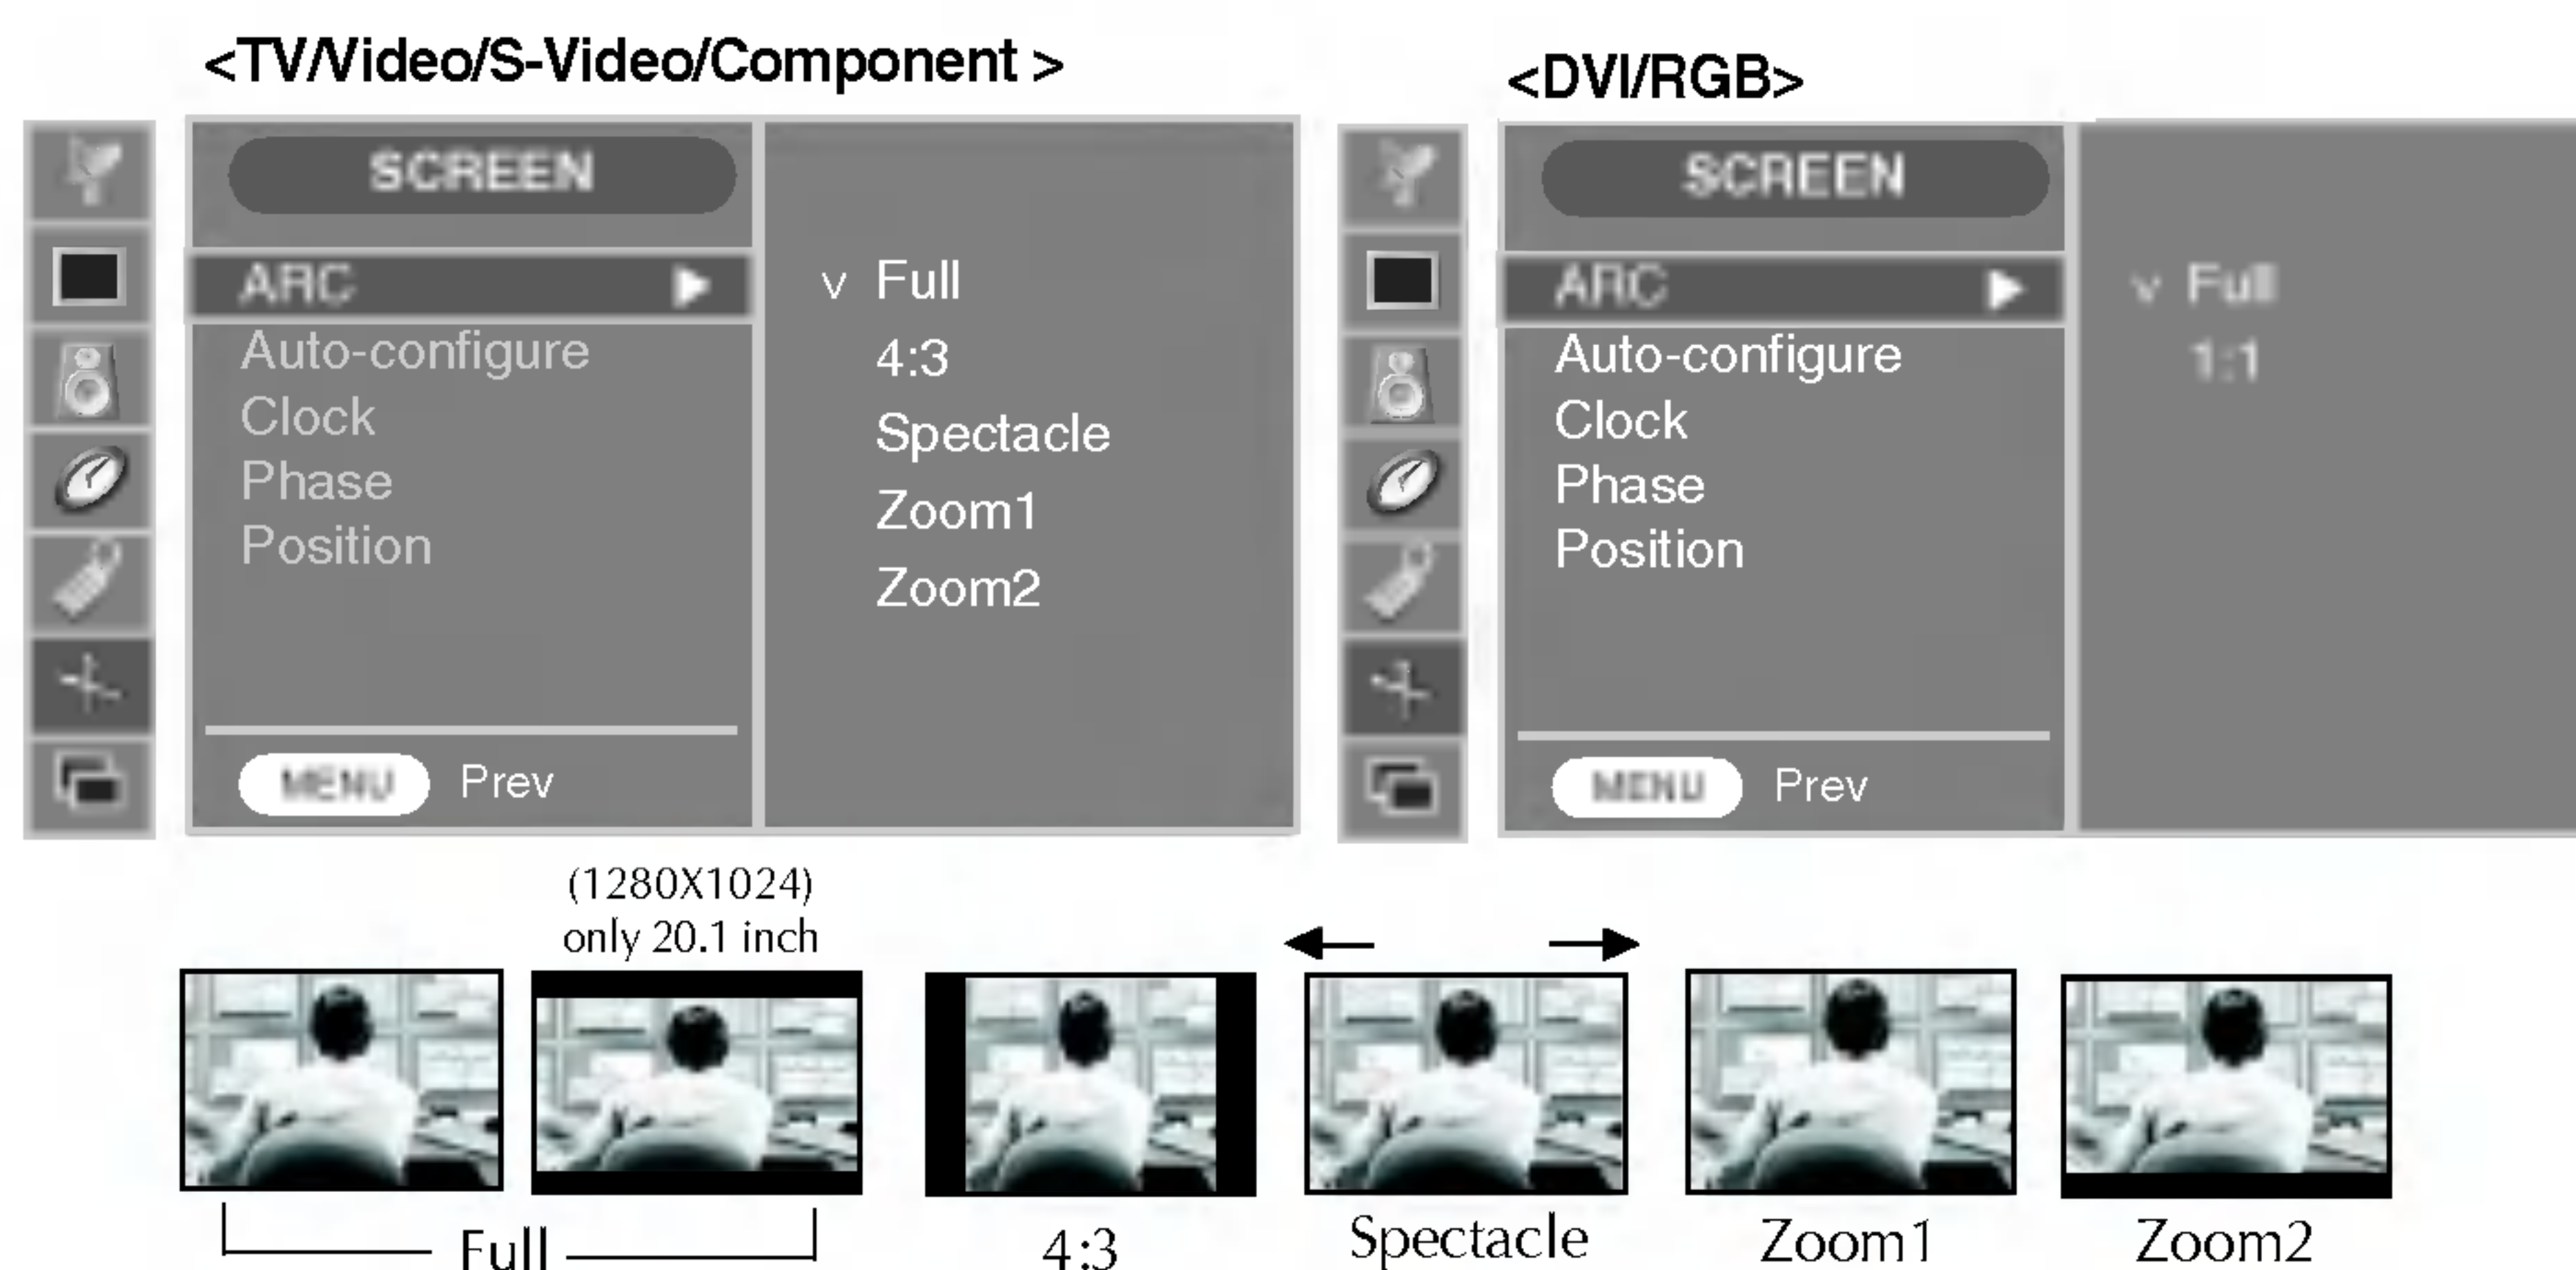 <TV/Video/S-Video/Component >
SCREEN
ARC
Auto-configure
Clock
Phase
Position
MENU Prev
v Full
4:3
Spectacle
Zoom1
Zoom2
<DVI/RGB>
SCREEN
ARC
Auto-configure
Clock
Phase
Position
MENU Prev
v Full
1:1
(1280X1024)
only 20.1 inch
Full
4:3
Spectacle
Zoom1
Zoom2